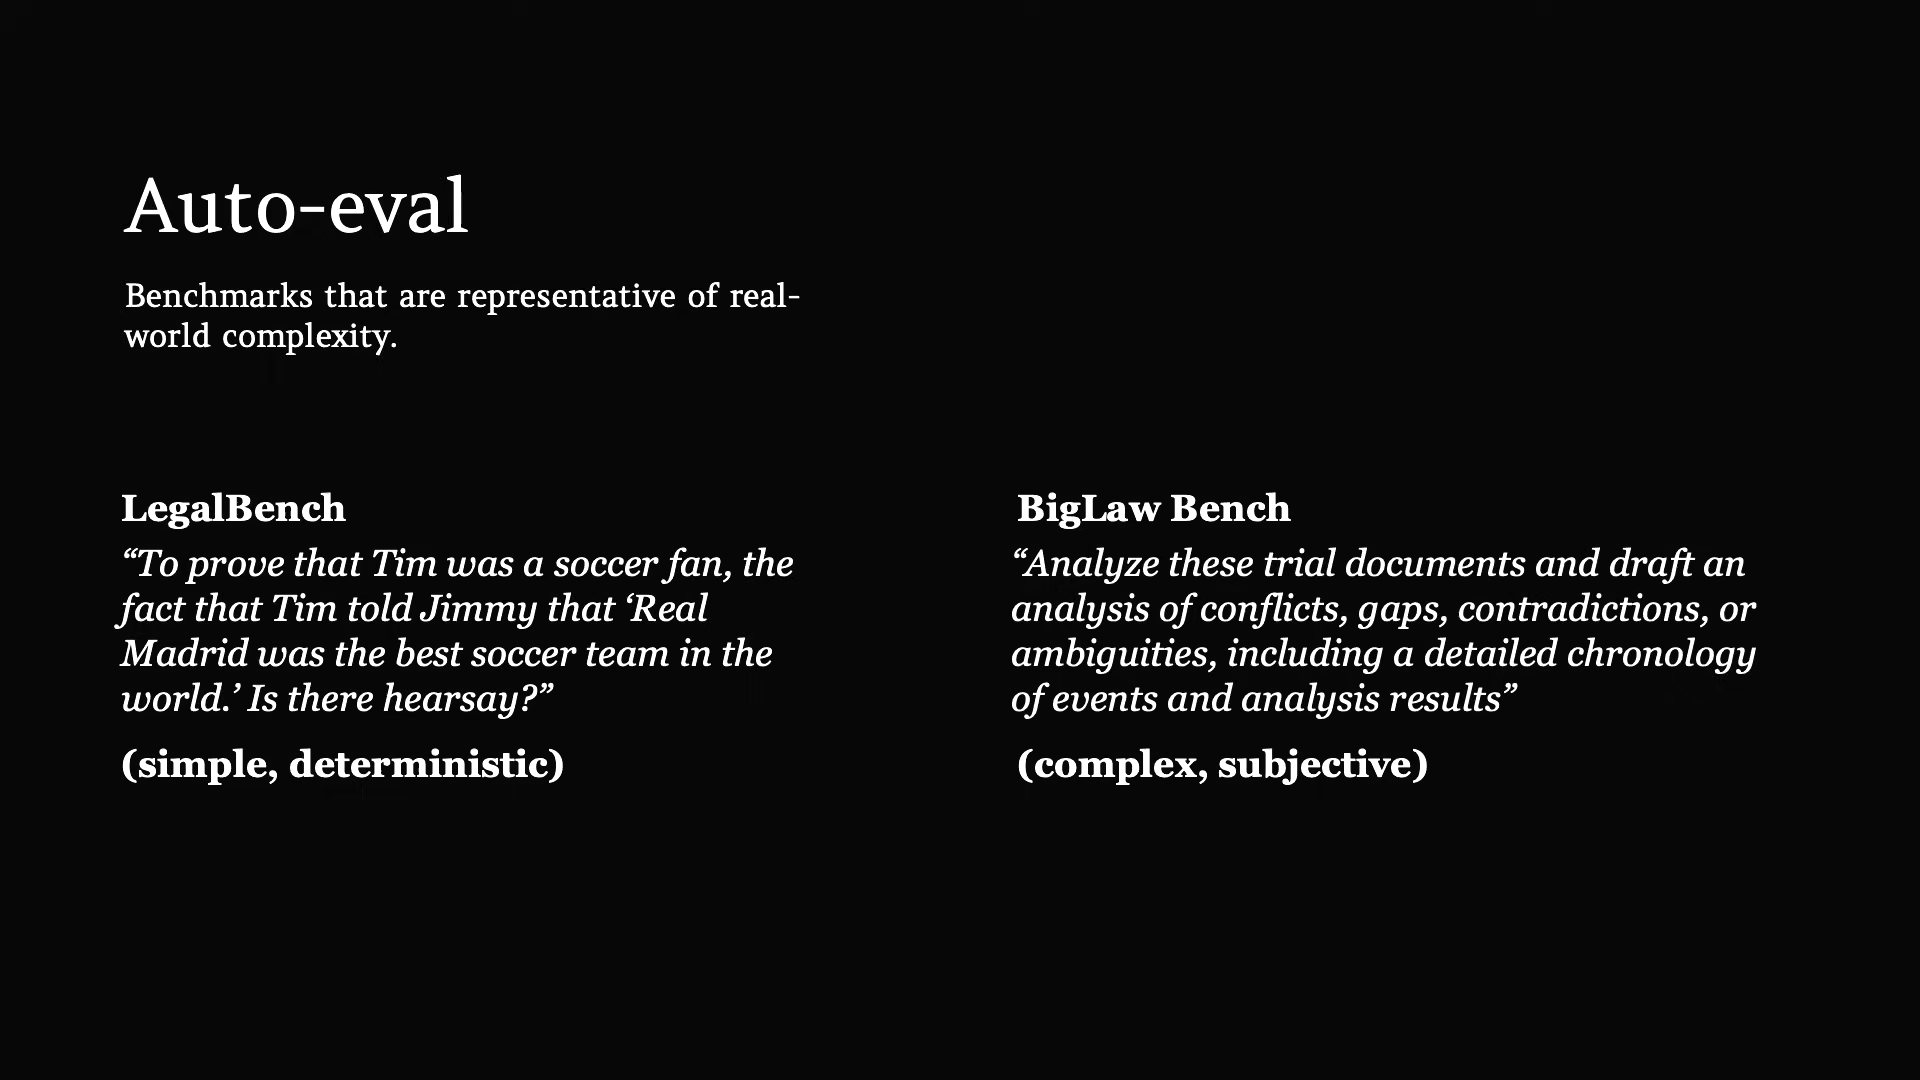 Auto-eval
Benchmarks that are representative of real-
world complexity.
LegalBench
“To prove that Tim was a soccer fan, the
fact that Tim told Jimmy that ‘Real
Madrid was the best soccer team in the
world.’ Is there hearsay?”
(simple, deterministic)
BigLaw Bench
“Analyze these trial documents and draft an
analysis of conflicts, gaps, contradictions, or
ambiguities, including a detailed chronology
of events and analysis results”
(complex, subjective)